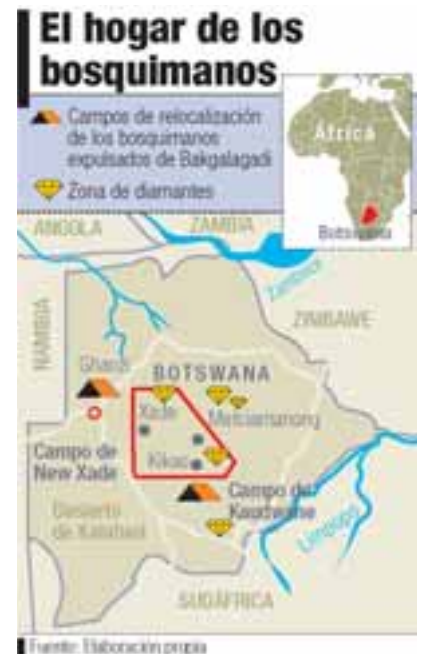 El hogar de los
bosquimanos
Campos de relocalización
de los bosquimanos
expulsados de Bakgalagadi
Zona de diamantes
África
Botswana
ANGOLA
ZAMBIA
Zambeze
NAMIBIA
ZIMBAWE
Ghanzi
BOTSWANA
Xade
Metsiamanong
Kikao
Campo de
New Xade
Campo de
Kaudwane
Desierto
de Kalahari
Limpopo
SUDÁFRICA
Fuente: Elaboración propia